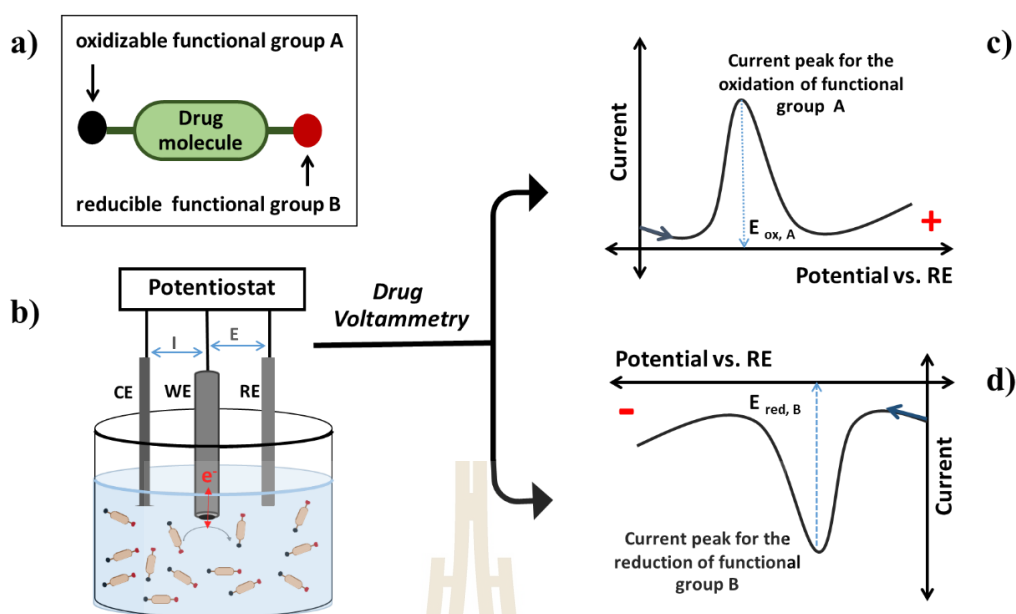 a)
oxidizable functional group A
Drug
molecule
reducible functional group B
b)
Potentiostat
I
E
CE
WE
RE
e-
Drug
Voltammetry
c)
Current peak for the
oxidation of functional
group A
Current
E ox, A
+
Potential vs. RE
d)
Potential vs. RE
-
E red, B
Current
Current peak for the
reduction of functional
group B